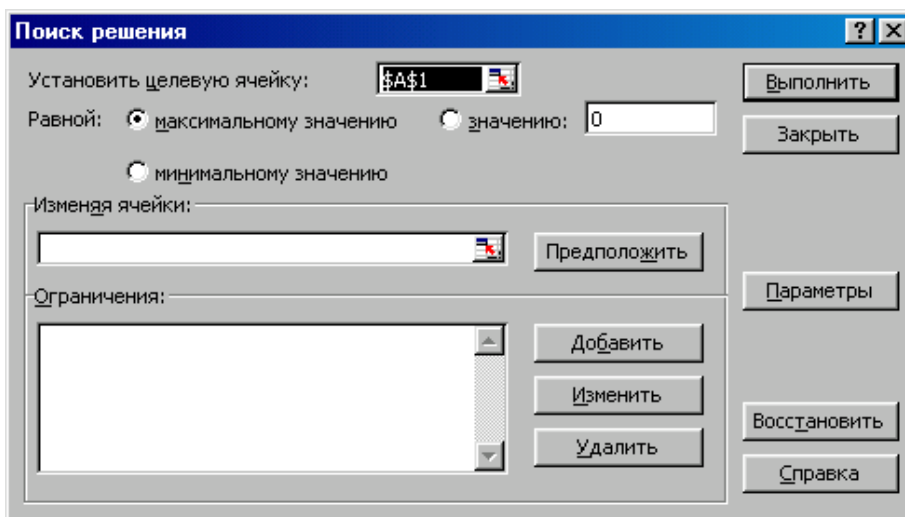 Поиск решения
Установить целевую ячейку: $A$1
Выполнить
Равной: максимальному значению значению: 0
Закрыть
минимальному значению
Изменяя ячейки:
Предположить
Параметры
Ограничения:
Добавить
Изменить
Удалить
Восстановить
Справка